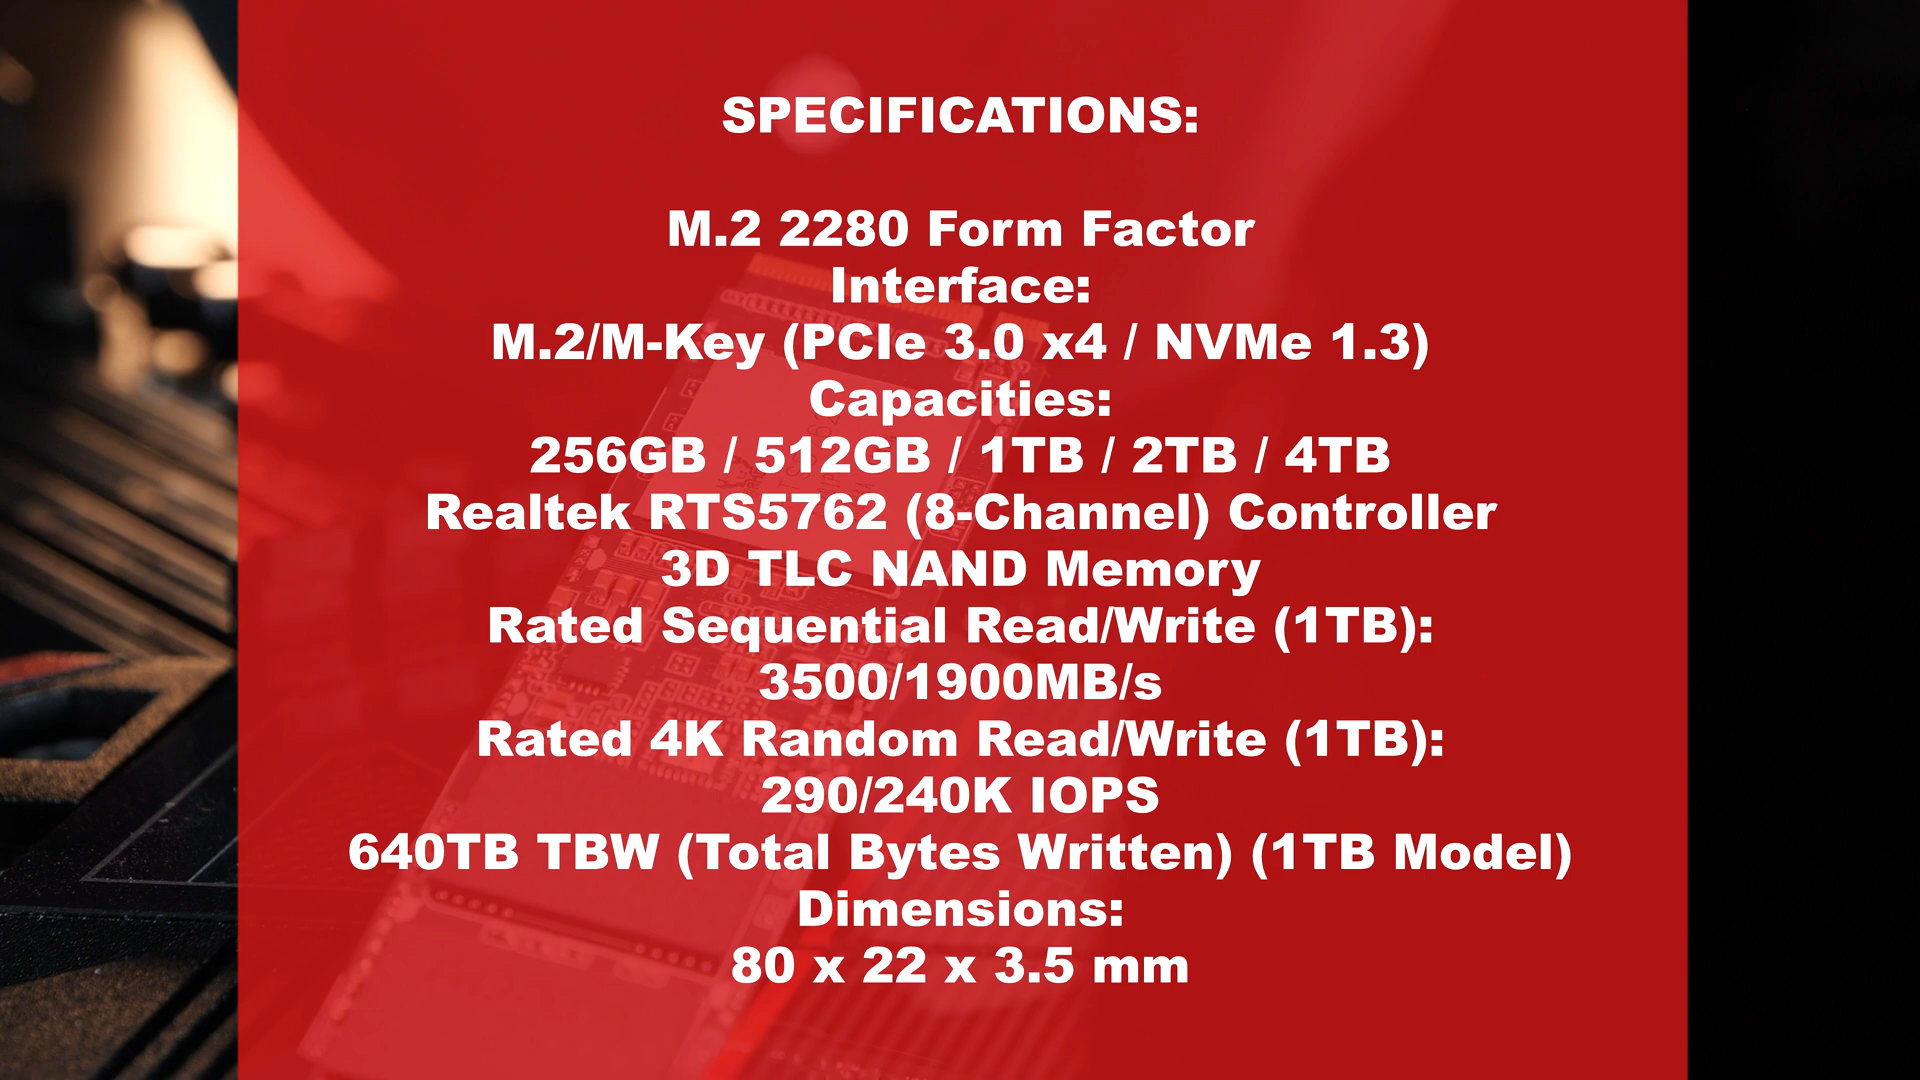 SPECIFICATIONS:
M.2 2280 Form Factor
Interface:
M.2/M-Key (PCIe 3.0 x4 / NVMe 1.3)
Capacities:
256GB / 512GB / 1TB / 2TB / 4TB
Realtek RTS5762 (8-Channel) Controller
3D TLC NAND Memory
Rated Sequential Read/Write (1TB):
3500/1900MB/s
Rated 4K Random Read/Write (1TB):
290/240K IOPS
640TB TBW (Total Bytes Written) (1TB Model)
Dimensions:
80 x 22 x 3.5 mm